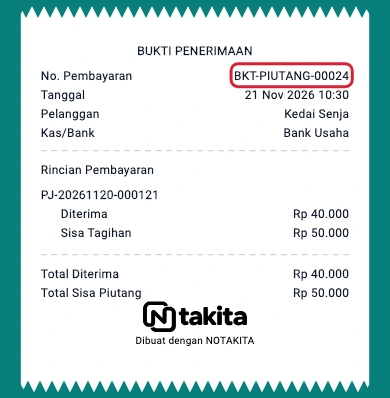 BUKTI PENERIMAAN
No. Pembayaran BKT-PIUTANG-00024
Tanggal 21 Nov 2026 10:30
Pelanggan Kedai Senja
Kas/Bank Bank Usaha
Rincian Pembayaran
PJ-20261120-000121
Diterima Rp 40.000
Sisa Tagihan Rp 50.000
Total Diterima Rp 40.000
Total Sisa Piutang Rp 50.000
N takita
Dibuat dengan NOTAKITA